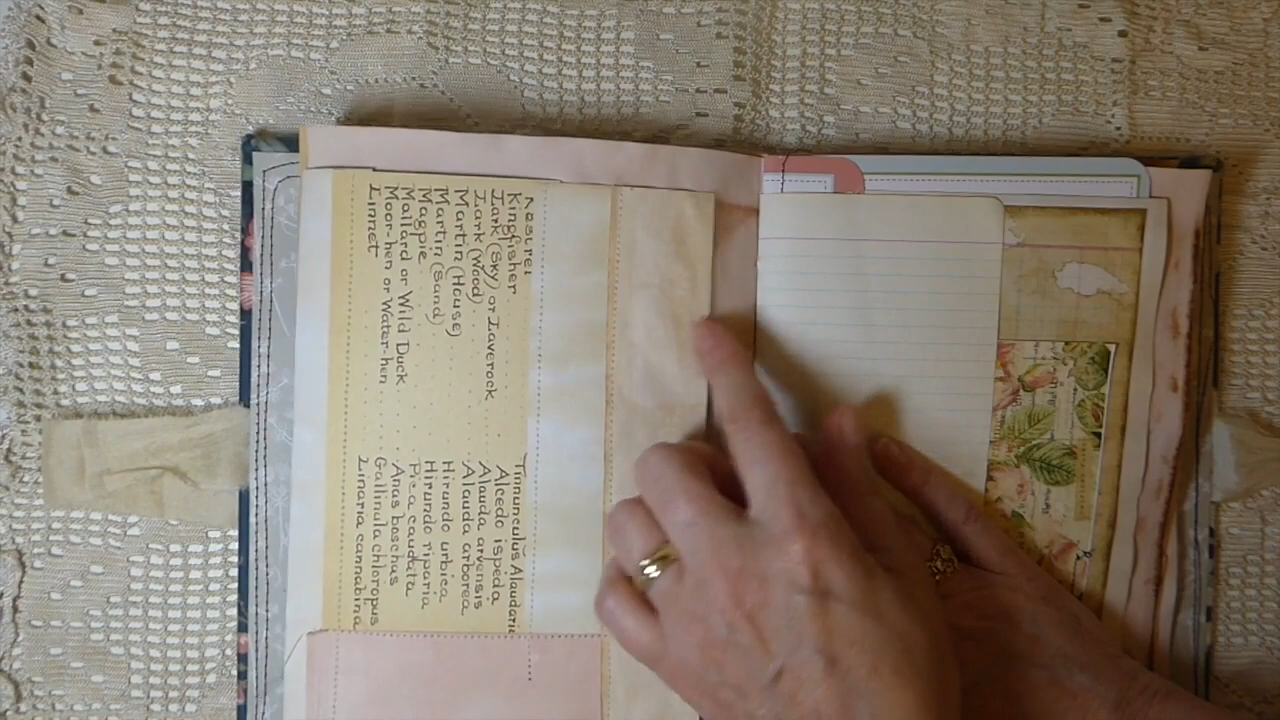 Kestrel Tinnunculus Alaudari
Kingfisher . . . . . . Alcedo ispeda
Lark (Sky) or Laverock . Alauda arvensis
Lark (Wood) . . . . . . Alauda arborea
Martin (House) . . . . . Hirundo urbica
Martin (Sand) . . . . . Hirundo riparia
Magpie . . . . . . . Pica caudata
Mallard or Wild Duck . . . Anas boschas
Moor-hen or Water-hen . . . Gallinula chloropus
Linnet . . . . . . . Linaria cannabina